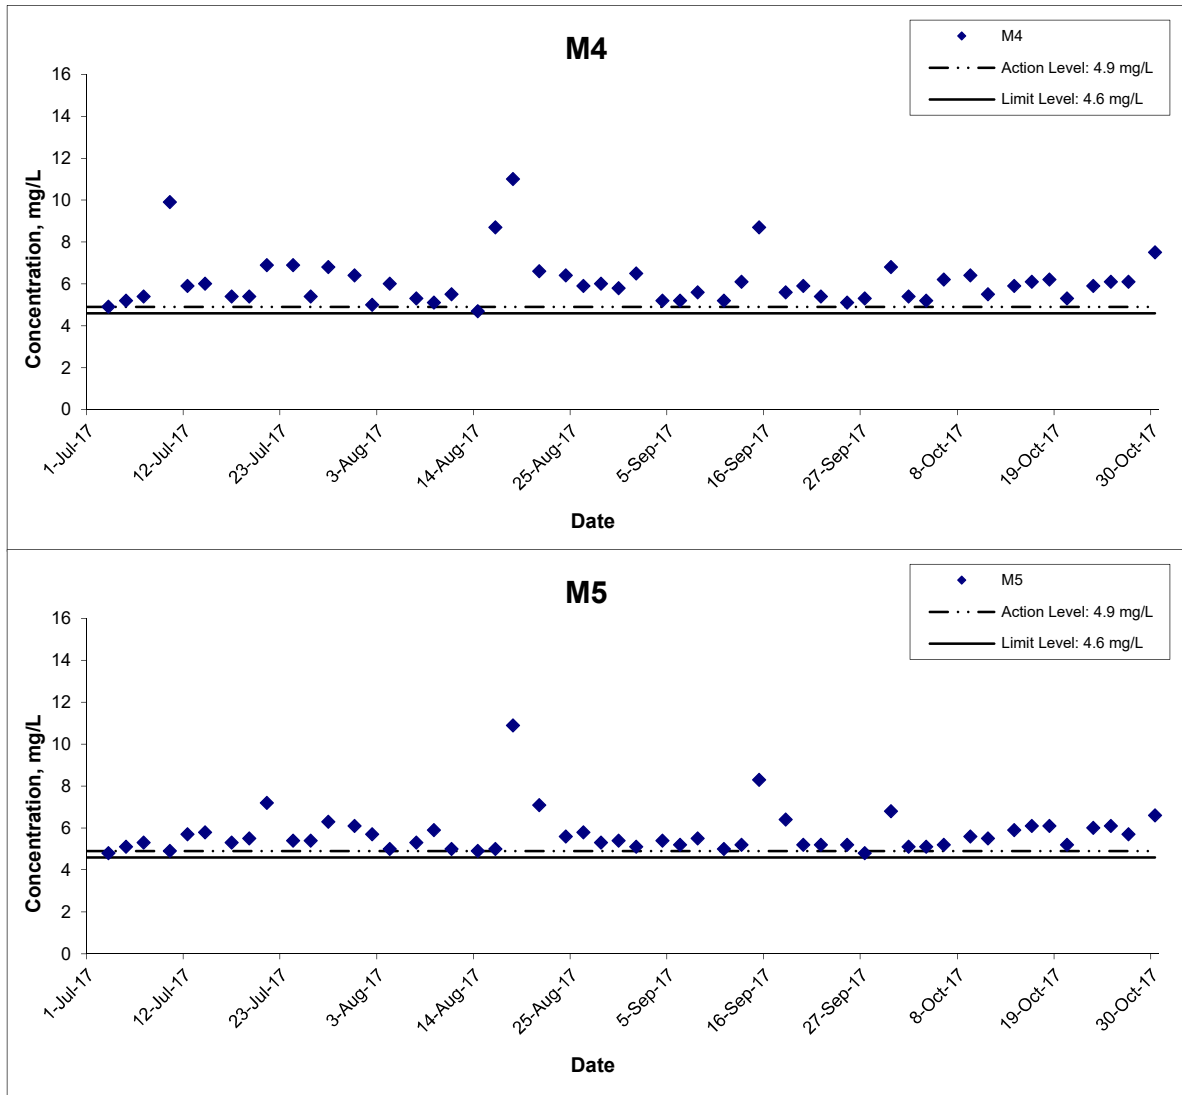 M4
M4
Action Level: 4.9 mg/L
Limit Level: 4.6 mg/L
Concentration, mg/L
16
14
12
10
8
6
4
2
0
1-Jul-17
12-Jul-17
23-Jul-17
3-Aug-17
14-Aug-17
25-Aug-17
5-Sep-17
16-Sep-17
27-Sep-17
8-Oct-17
19-Oct-17
30-Oct-17
Date
M5
M5
Action Level: 4.9 mg/L
Limit Level: 4.6 mg/L
Concentration, mg/L
16
14
12
10
8
6
4
2
0
1-Jul-17
12-Jul-17
23-Jul-17
3-Aug-17
14-Aug-17
25-Aug-17
5-Sep-17
16-Sep-17
27-Sep-17
8-Oct-17
19-Oct-17
30-Oct-17
Date